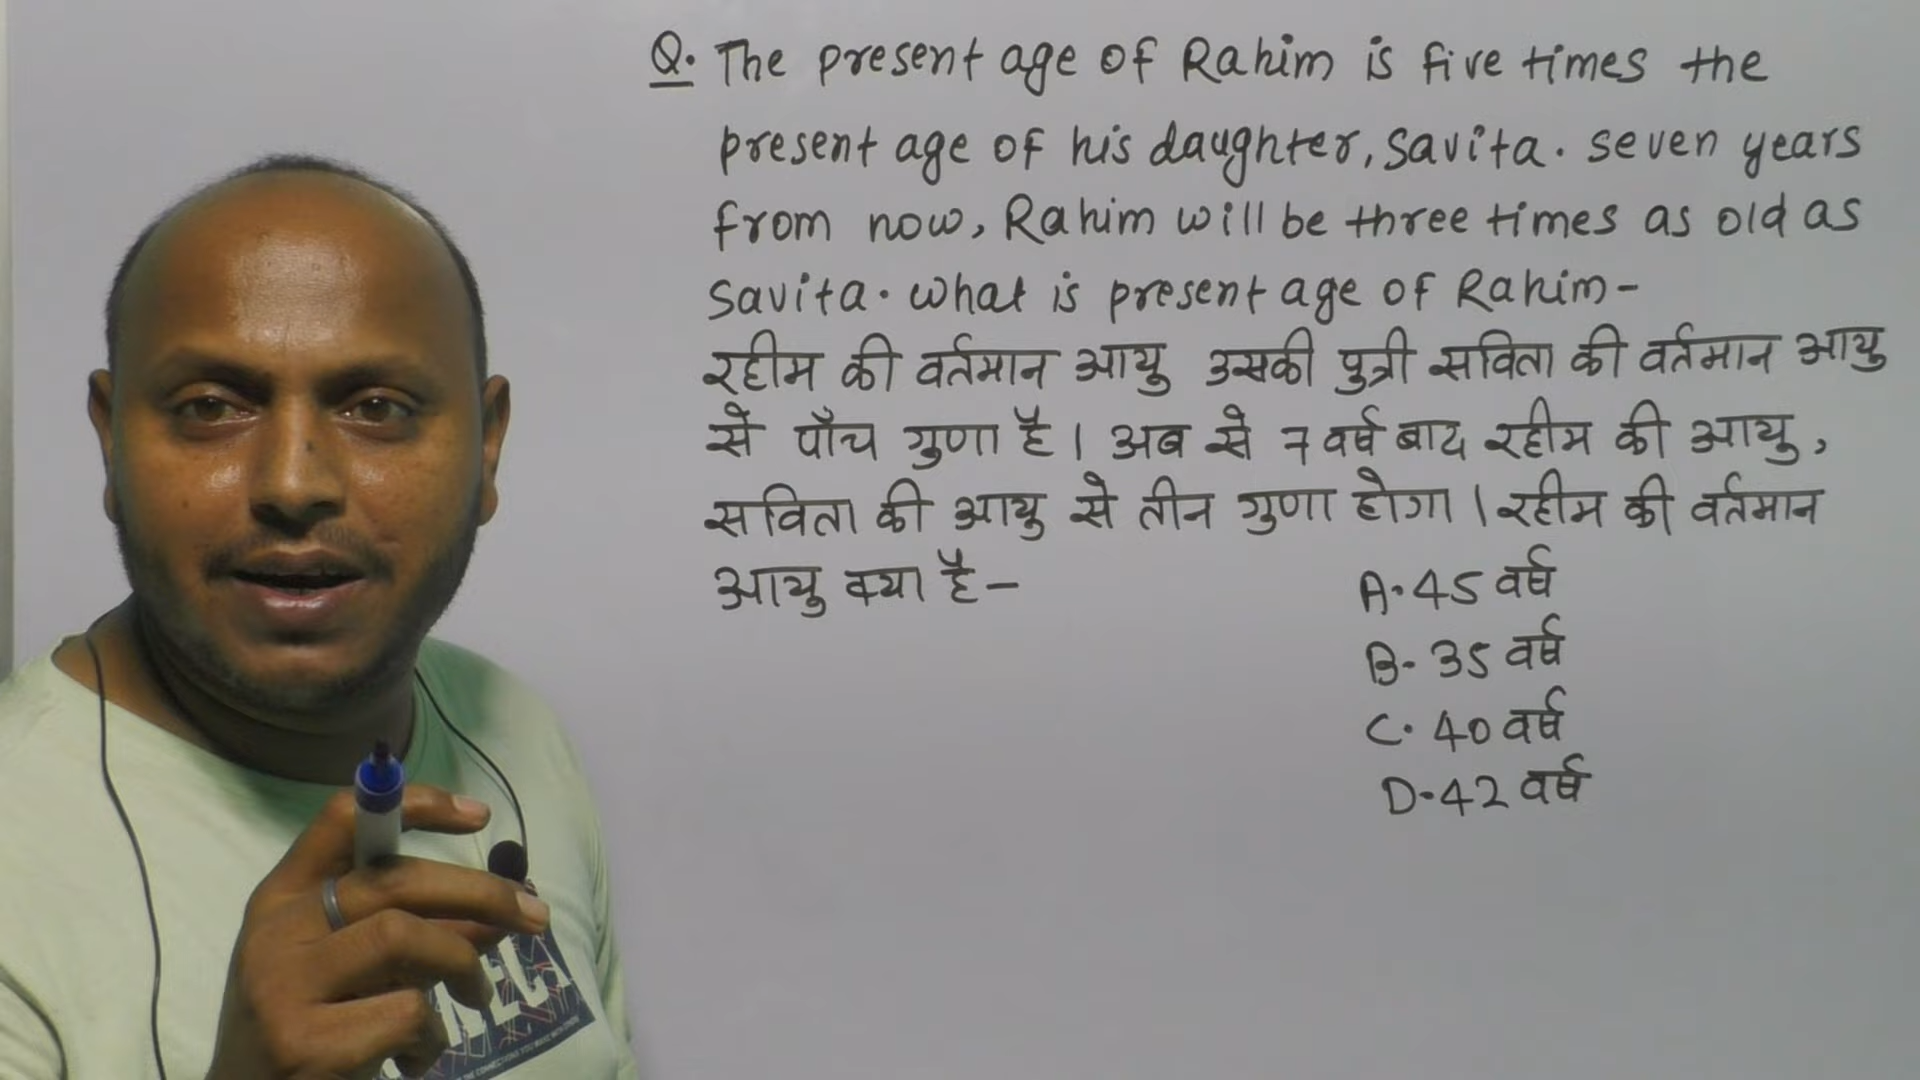 Q. The present age of Rahim is five times the
present age of his daughter, Savita. seven years
from now, Rahim will be three times as old as
Savita. what is present age of Rahim-
रहीम की वर्तमान आयु उसकी पुत्री सविता की वर्तमान आयु
से पाँच गुणा है। अब से 7 वर्ष बाद रहीम की आयु,
सविता की आयु से तीन गुणा होगा। रहीम की वर्तमान
आयु क्या है-
A. 45 वर्ष
B- 35 वर्ष
C. 40 वर्ष
D. 42 वर्ष